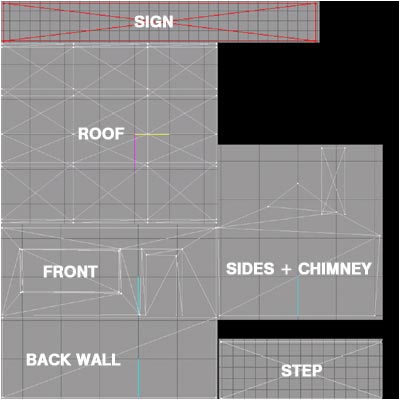 SIGN
ROOF
FRONT
SIDES + CHIMNEY
BACK WALL
STEP